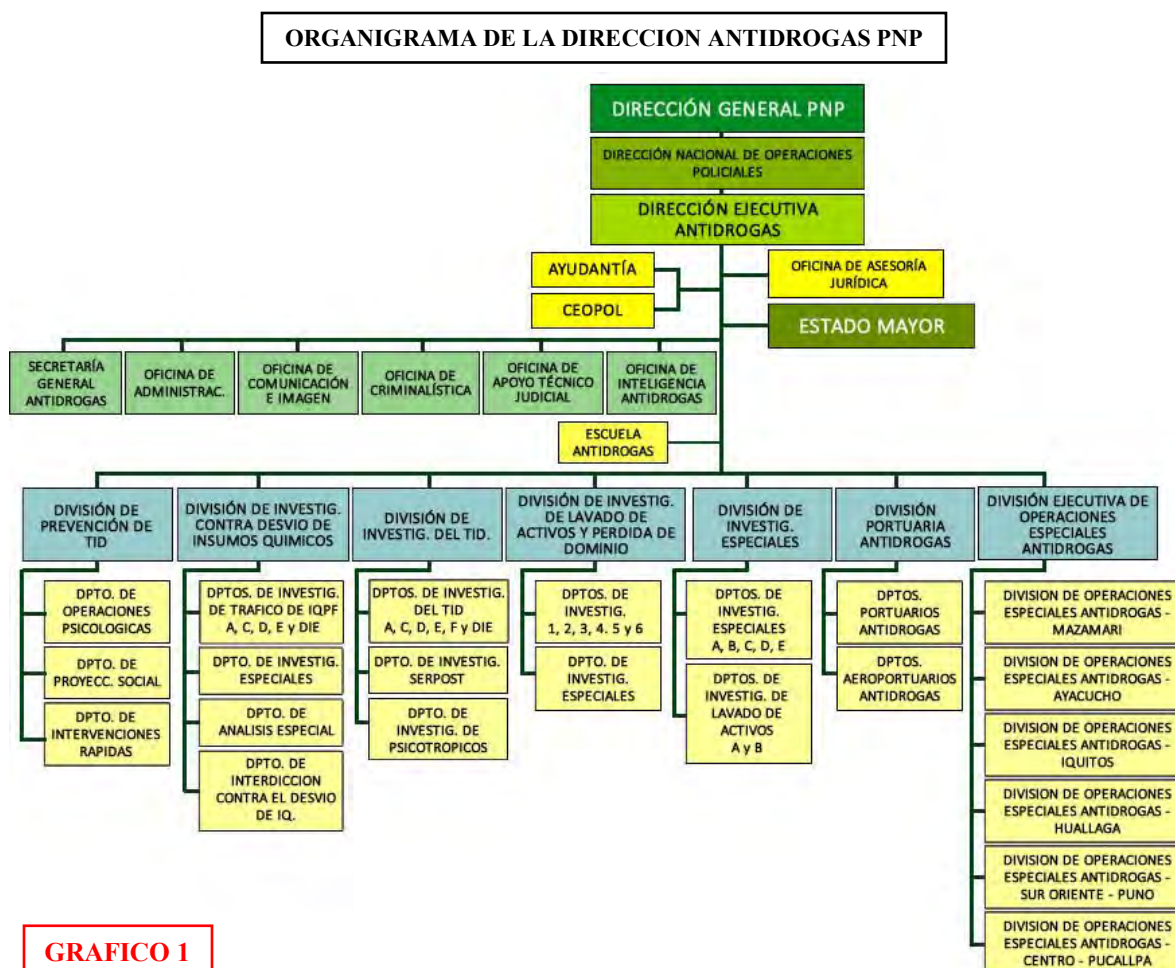 ORGANIGRAMA DE LA DIRECCION ANTIDROGAS PNP
DIRECCIÓN GENERAL PNP
DIRECCIÓN NACIONAL DE OPERACIONES
POLICIALES
DIRECCIÓN EJECUTIVA
ANTIDROGAS
AYUDANTÍA
CEOPOL
OFICINA DE ASESORÍA
JURÍDICA
ESTADO MAYOR
SECRETARÍA
GENERAL
ANTIDROGAS
OFICINA DE
ADMINISTRAC.
OFICINA DE
COMUNICACIÓN
E IMAGEN
OFICINA DE
CRIMINALÍSTICA
OFICINA DE
APOYO TÉCNICO
JUDICIAL
OFICINA DE
INTELIGENCIA
ANTIDROGAS
ESCUELA
ANTIDROGAS
DIVISIÓN DE
PREVENCIÓN DE
TID
DIVISIÓN DE INVESTIG.
CONTRA DESVIO DE
INSUMOS QUIMICOS
DIVISIÓN DE
INVESTIG. DEL TID.
DIVISIÓN DE INVESTIG.
DE LAVADO DE
ACTIVOS Y PERDIDA DE
DOMINIO
DIVISIÓN DE
INVESTIG.
ESPECIALES
DIVISIÓN
PORTUARIA
ANTIDROGAS
DIVISIÓN EJECUTIVA DE
OPERACIONES
ESPECIALES
ANTIDROGAS
DPTO. DE
OPERACIONES
PSICOLOGICAS
DPTO. DE
PROYECC. SOCIAL
DPTO. DE
INTERVENCIONES
RAPIDAS
DPTOS. DE INVESTIG.
DE TRAFICO DE IQPF
A, C, D, E y DIE
DPTO. DE INVESTIG.
ESPECIALES
DPTO. DE
ANALISIS ESPECIAL
DPTO. DE
INTERDICCION
CONTRA EL DESVIO
DE IQ.
DPTOS. DE INVESTIG.
DEL TID
A, C, D, E, F y DIE
DPTO. DE INVESTIG.
SERPOST
DPTO. DE
INVESTIG. DE
PSICOTROPICOS
DPTOS. DE
INVESTIG.
1, 2, 3, 4. 5 y 6
DPTO. DE
INVESTIG.
ESPECIALES
DPTOS. DE
INVESTIG.
ESPECIALES
A, B, C, D, E
DPTOS. DE
INVESTIG. DE
LAVADO DE
ACTIVOS
A y B
DPTOS.
PORTUARIOS
ANTIDROGAS
DPTOS.
AEROPORTUARIOS
ANTIDROGAS
DIVISION DE OPERACIONES
ESPECIALES ANTIDROGAS -
MAZAMARI
DIVISION DE OPERACIONES
ESPECIALES ANTIDROGAS -
AYACUCHO
DIVISION DE OPERACIONES
ESPECIALES ANTIDROGAS -
IQUITOS
DIVISION DE OPERACIONES
ESPECIALES ANTIDROGAS -
HUALLAGA
DIVISION DE OPERACIONES
ESPECIALES ANTIDROGAS -
SUR ORIENTE - PUNO
DIVISION DE OPERACIONES
ESPECIALES ANTIDROGAS -
CENTRO - PUCALLPA
GRAFICO 1